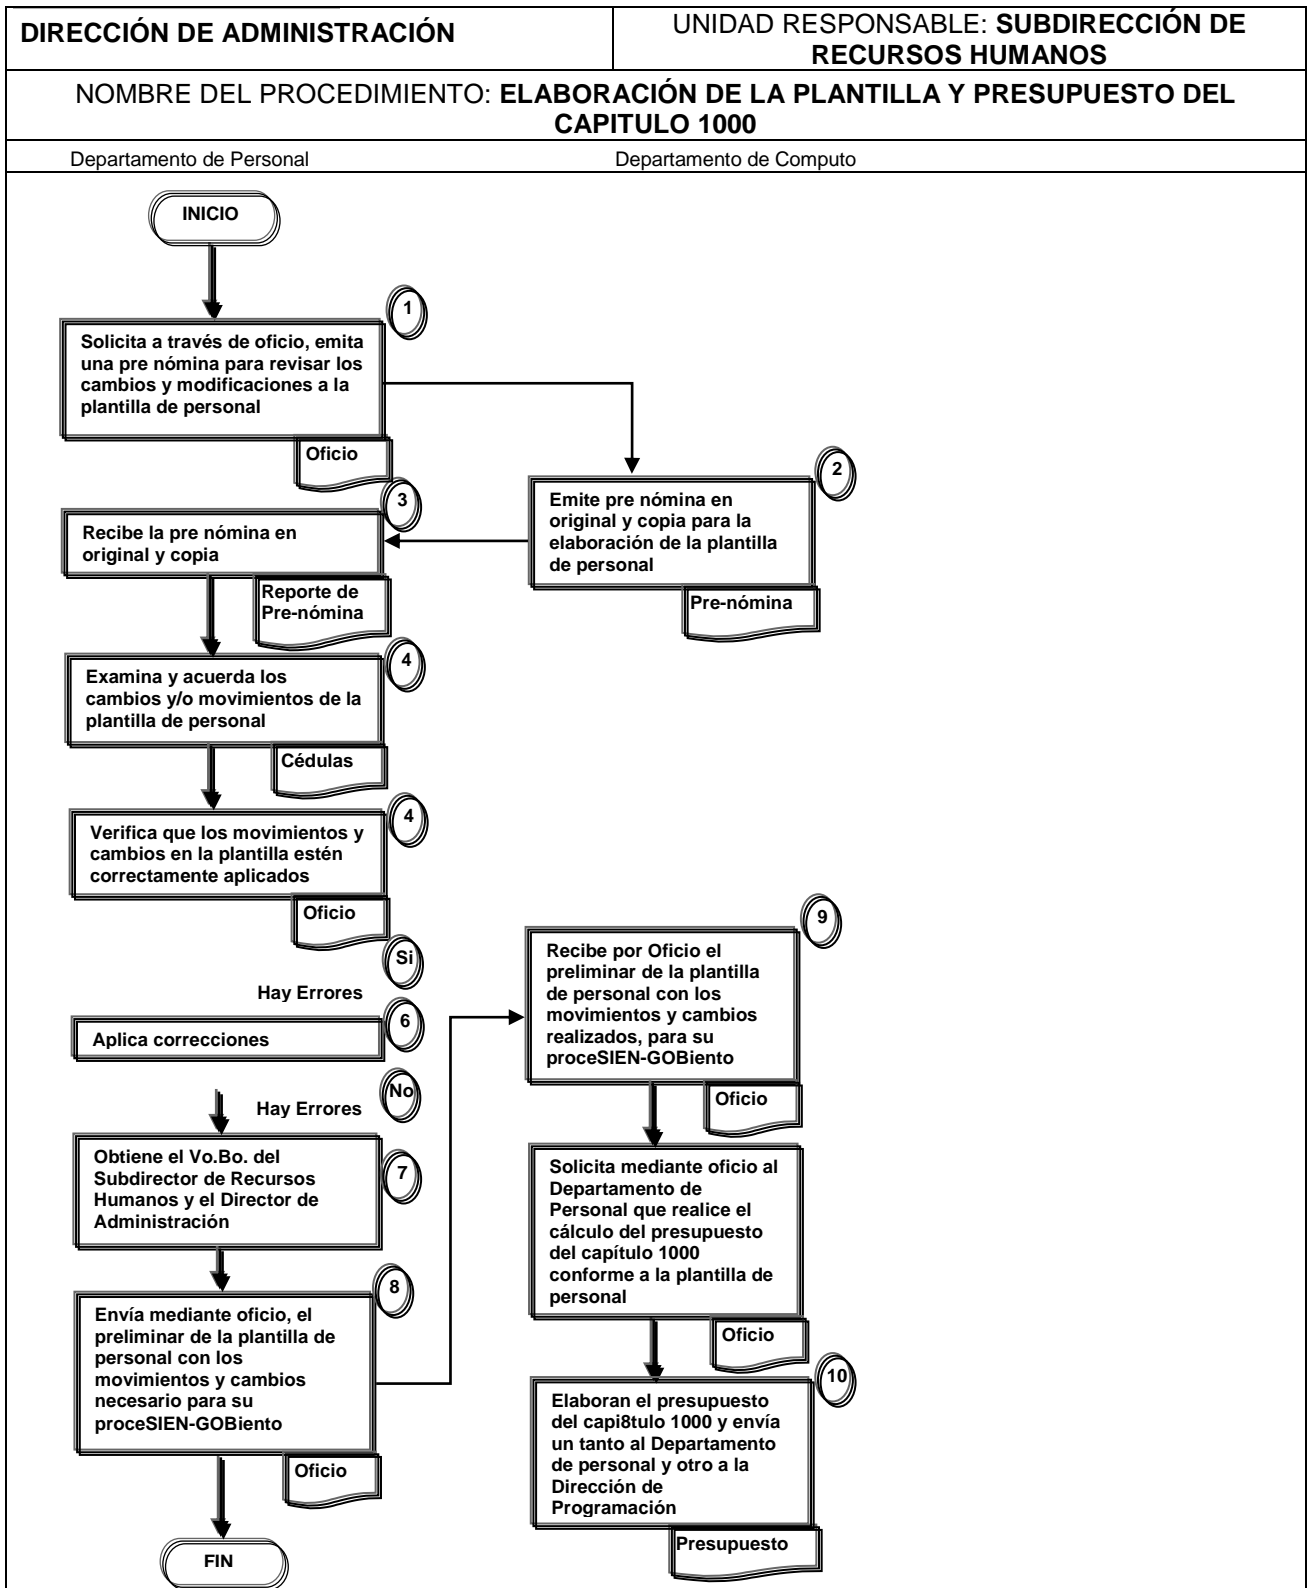 DIRECCIÓN DE ADMINISTRACIÓN
UNIDAD RESPONSABLE: SUBDIRECCIÓN DE
RECURSOS HUMANOS
NOMBRE DEL PROCEDIMIENTO: ELABORACIÓN DE LA PLANTILLA Y PRESUPUESTO DEL
CAPITULO 1000
Departamento de Personal
Departamento de Computo
INICIO
1
Solicita a través de oficio, emita
una pre nómina para revisar los
cambios y modificaciones a la
plantilla de personal
Oficio
2
Emite pre nómina en
original y copia para la
elaboración de la plantilla
de personal
Pre-nómina
3
Recibe la pre nómina en
original y copia
Reporte de
Pre-nómina
4
Examina y acuerda los
cambios y/o movimientos de la
plantilla de personal
Cédulas
4
Verifica que los movimientos y
cambios en la plantilla estén
correctamente aplicados
Oficio
Si
Hay Errores
6
Aplica correcciones
No
Hay Errores
Obtiene el Vo.Bo. del
Subdirector de Recursos
Humanos y el Director de
Administración
7
8
Envía mediante oficio, el
preliminar de la plantilla de
personal con los
movimientos y cambios
necesario para su
proceSIEN-GOBiento
Oficio
FIN
9
Recibe por Oficio el
preliminar de la plantilla
de personal con los
movimientos y cambios
realizados, para su
proceSIEN-GOBiento
Oficio
Solicita mediante oficio al
Departamento de
Personal que realice el
cálculo del presupuesto
del capítulo 1000
conforme a la plantilla de
personal
Oficio
10
Elaboran el presupuesto
del capi8tulo 1000 y envía
un tanto al Departamento
de personal y otro a la
Dirección de
Programación
Presupuesto